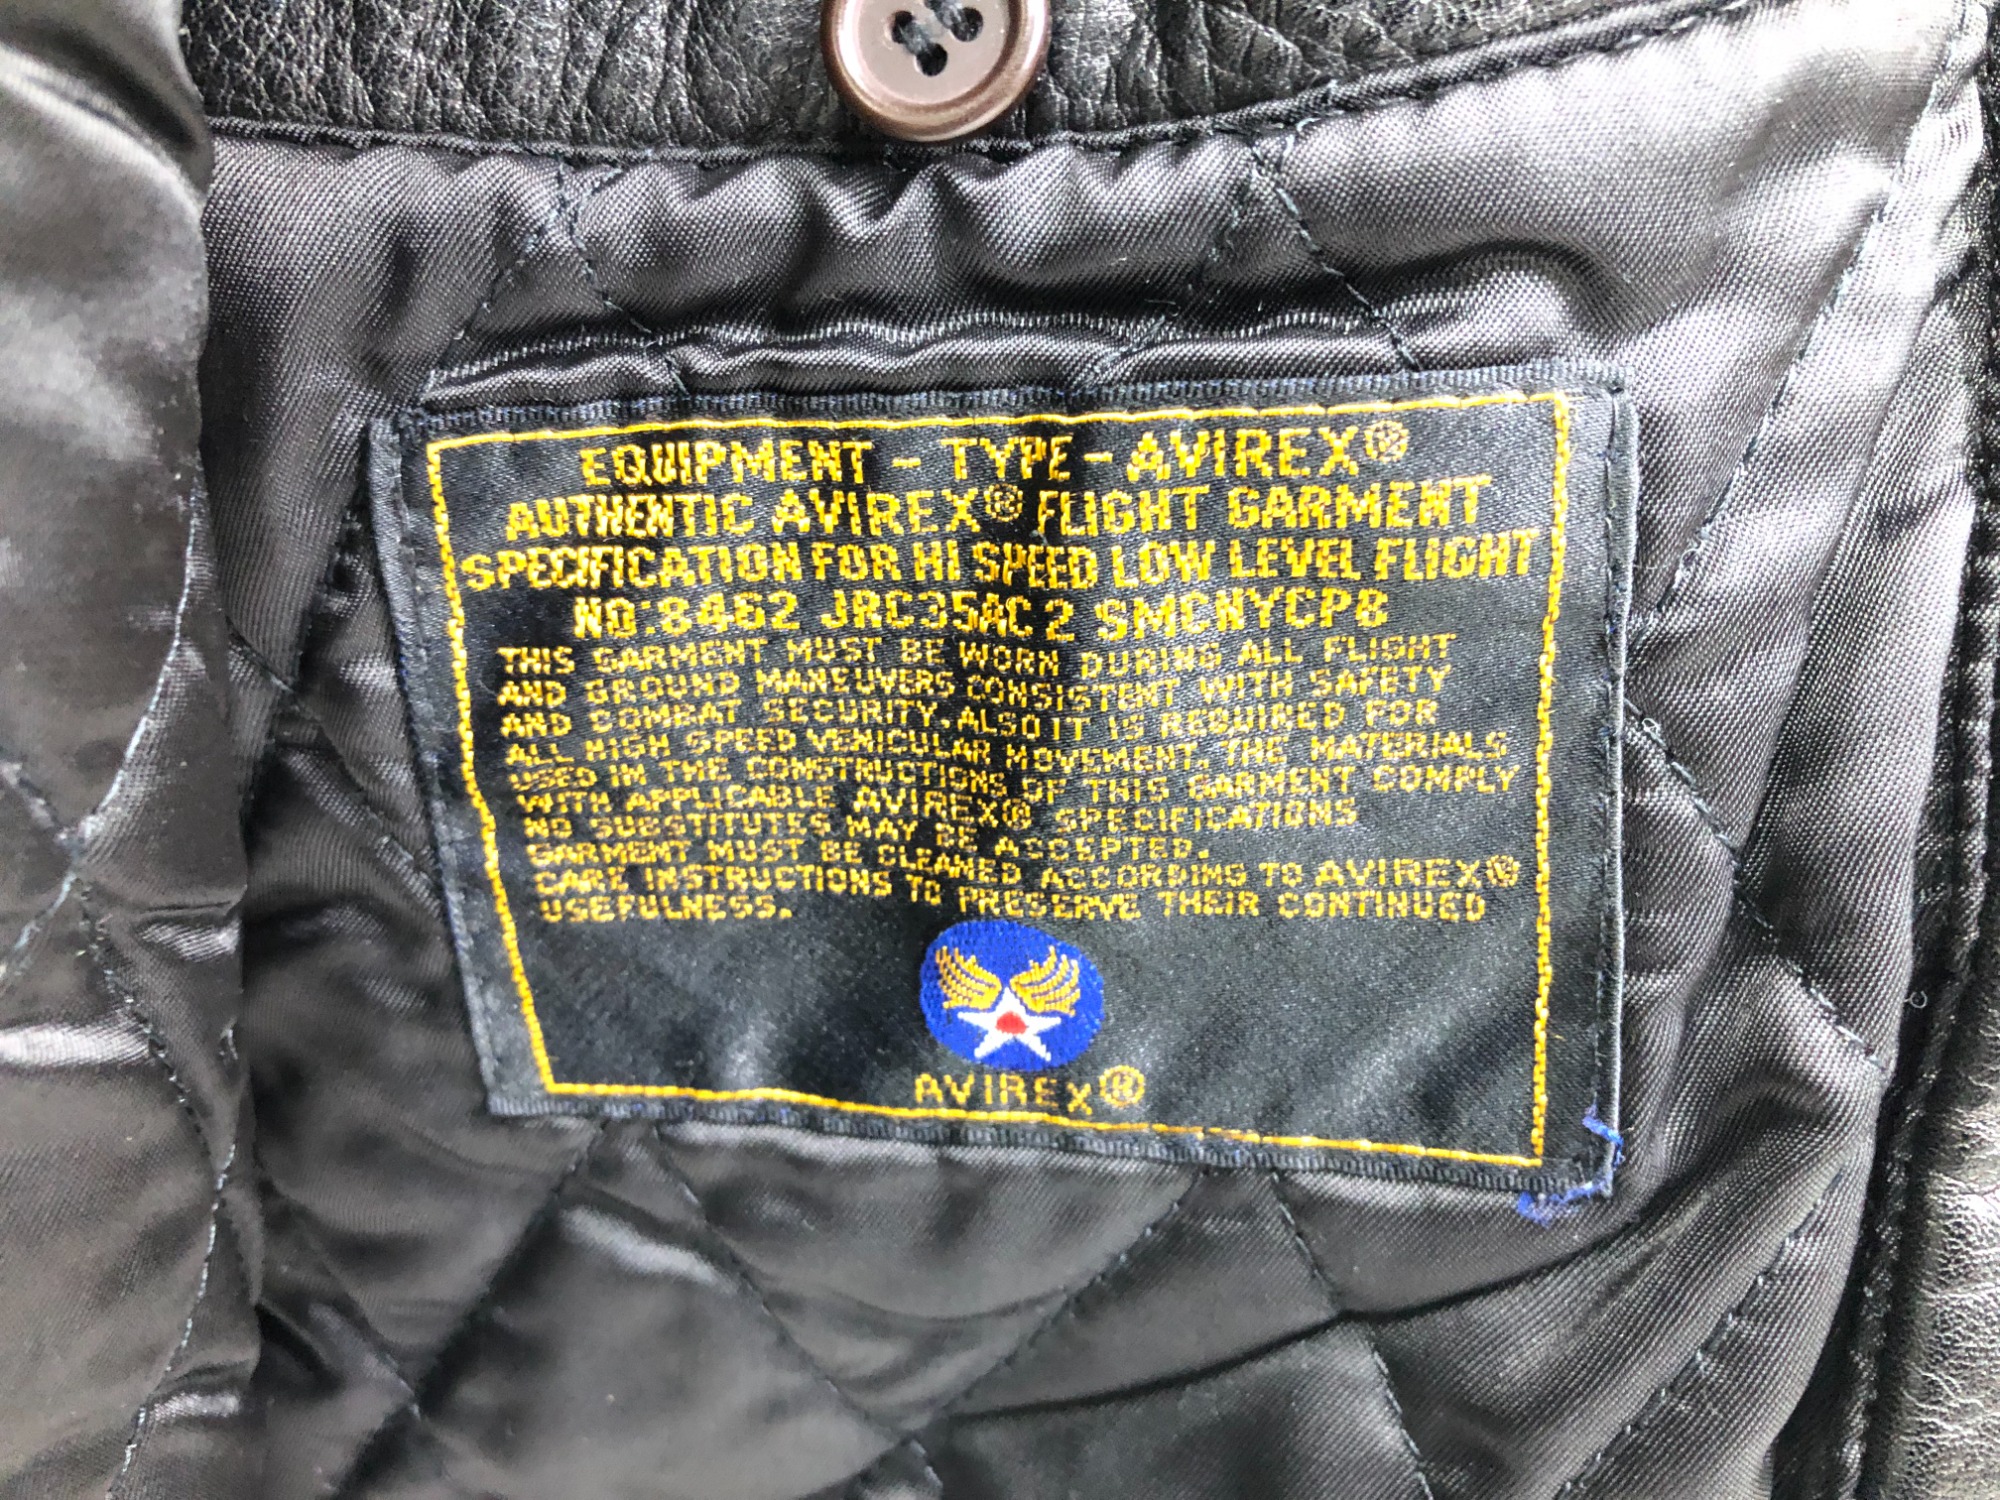 EQUIPMENT - TYPE - AVIREX®
AUTHENTIC AVIREX® FLIGHT GARMENT
SPECIFICATION FOR HI SPEED LOW LEVEL FLIGHT
NO:8462 JRC35AC2 SMCNYCPG
THIS GARMENT MUST BE WORN DURING ALL FLIGHT
AND GROUND MANEUVERS CONSISTENT WITH SAFETY
AND COMBAT SECURITY. ALSO IT IS REQUIRED FOR
ALL HIGH SPEED VEHICULAR MOVEMENT. THE MATERIALS
USED IN THE CONSTRUCTIONS OF THIS GARMENT COMPLY
WITH APPLICABLE AVIREX® SPECIFICATIONS
NO SUBSTITUTES MAY BE ACCEPTED.
GARMENT MUST BE CLEANED ACCORDING TO AVIREX®
CARE INSTRUCTIONS TO PRESERVE THEIR CONTINUED
USEFULNESS.
AVIREX®